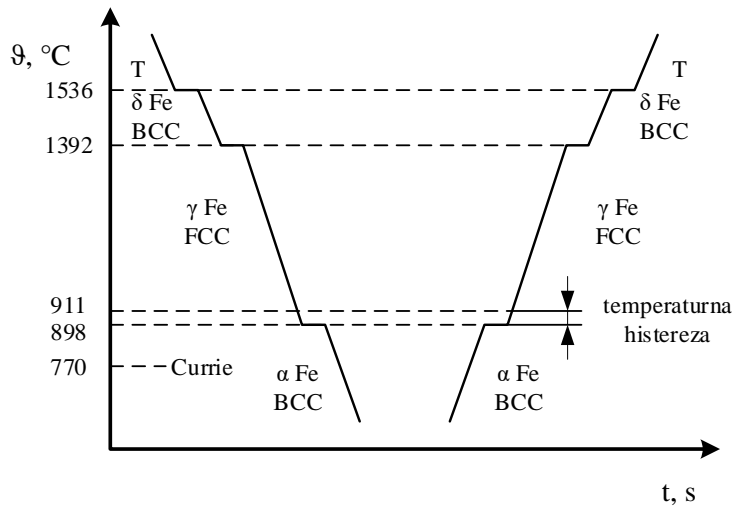 ϑ, °C
T
T
1536
δ Fe
BCC
δ Fe
BCC
1392
γ Fe
FCC
γ Fe
FCC
911
898
temperaturna
histereza
770
Currie
α Fe
BCC
α Fe
BCC
t, s